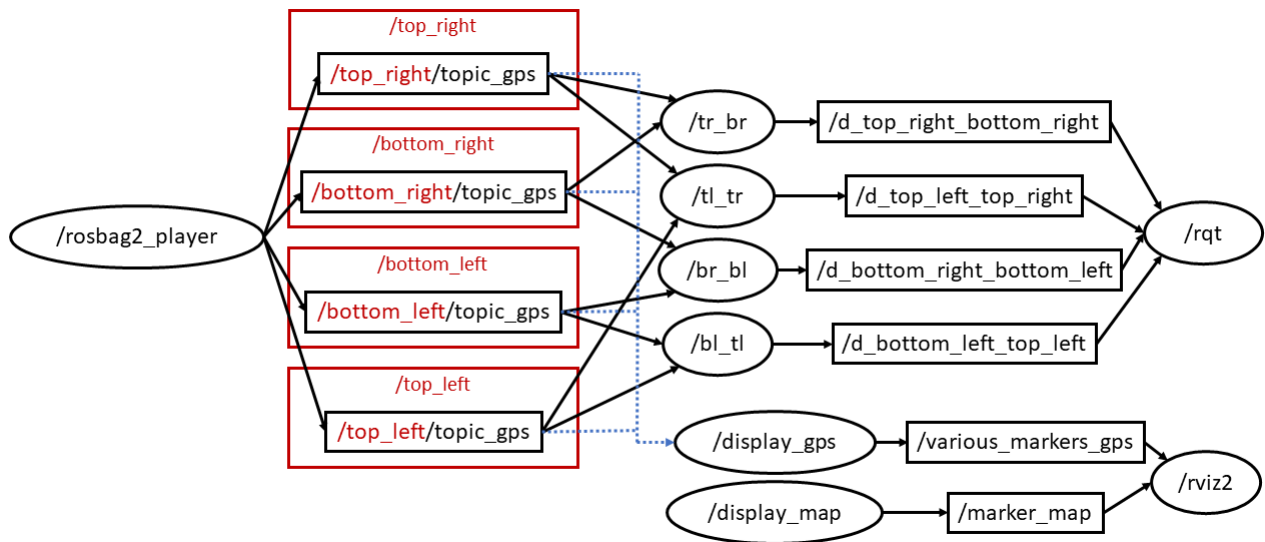 /top_right
/top_right/topic_gps
/bottom_right
/bottom_right/topic_gps
/bottom_left
/bottom_left/topic_gps
/top_left
/top_left/topic_gps
/rosbag2_player
/tr_br
/d_top_right_bottom_right
/tl_tr
/d_top_left_top_right
/br_bl
/d_bottom_right_bottom_left
/bl_tl
/d_bottom_left_top_left
/rqt
/display_gps
/various_markers_gps
/display_map
/marker_map
/rviz2